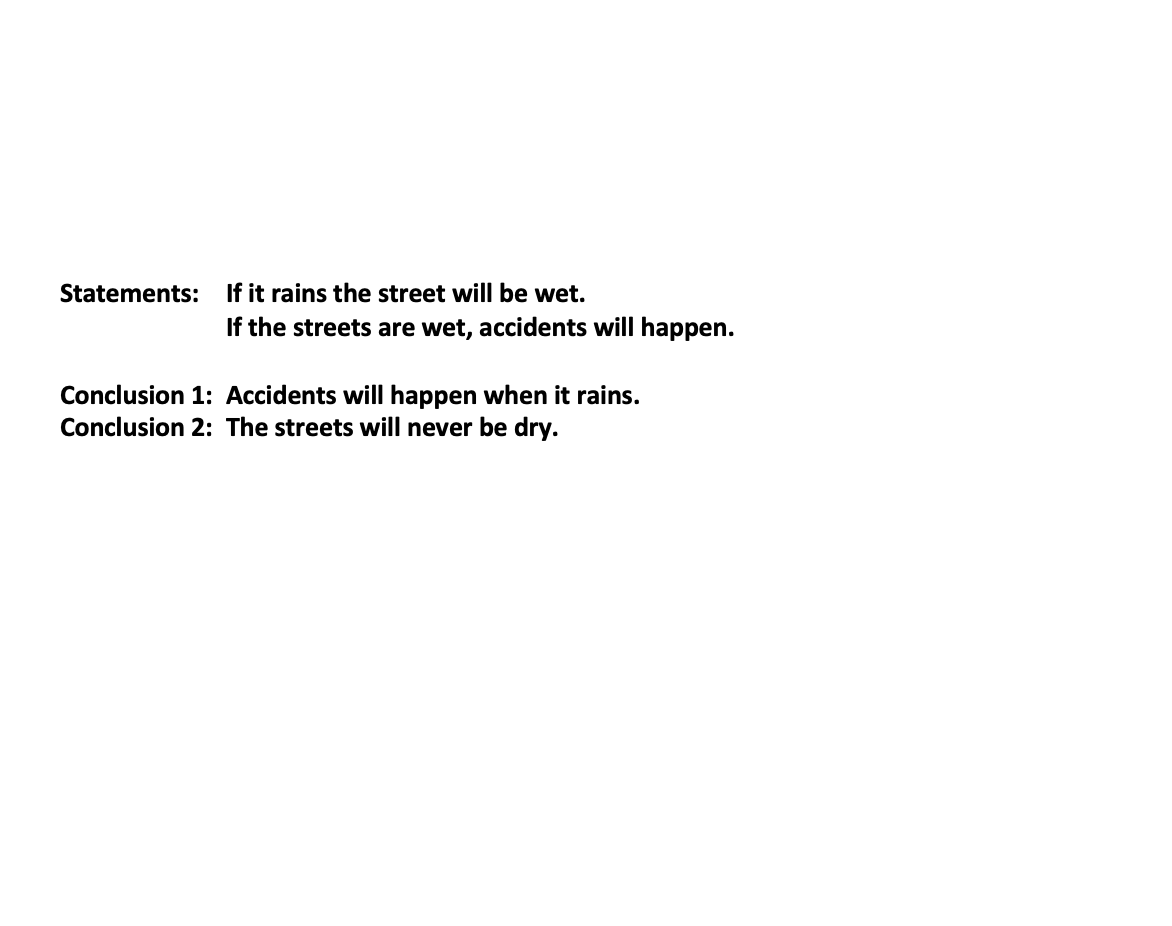 Statements: If it rains the street will be wet.
If the streets are wet, accidents will happen.
Conclusion 1: Accidents will happen when it rains.
Conclusion 2: The streets will never be dry.